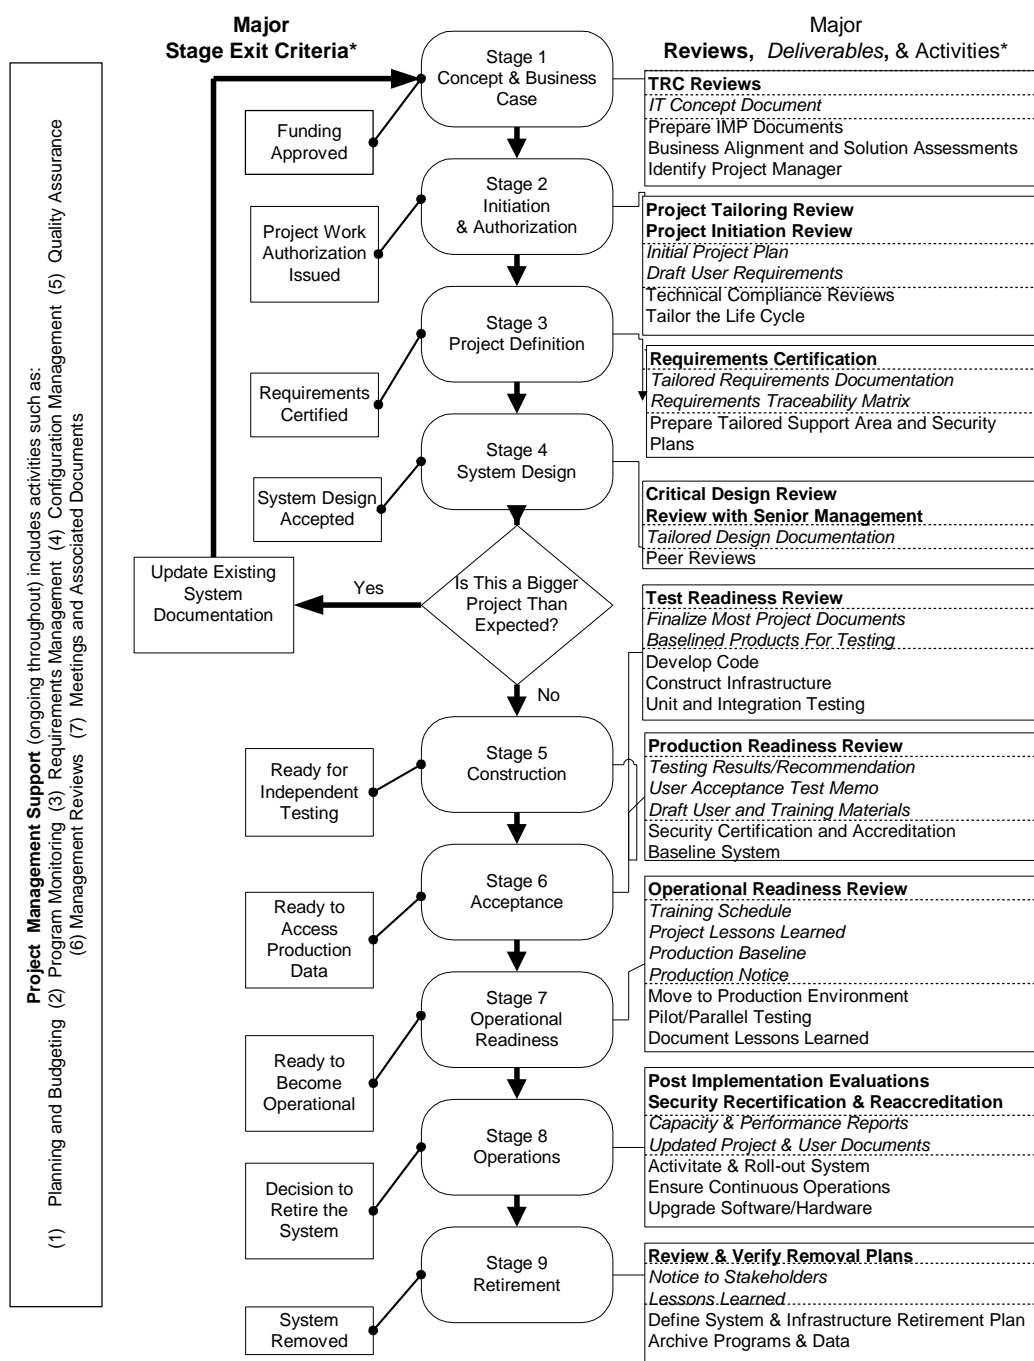 Major
Stage Exit Criteria*
Major
Reviews, Deliverables, & Activities*
Project Management Support (ongoing throughout) includes activities such as:
(1) Planning and Budgeting (2) Program Monitoring (3) Requirements Management (4) Configuration Management (5) Quality Assurance
(6) Management Reviews (7) Meetings and Associated Documents
Stage 1
Concept & Business
Case
Funding
Approved
TRC Reviews
IT Concept Document
Prepare IMP Documents
Business Alignment and Solution Assessments
Identify Project Manager
Stage 2
Initiation
& Authorization
Project Work
Authorization
Issued
Project Tailoring Review
Project Initiation Review
Initial Project Plan
Draft User Requirements
Technical Compliance Reviews
Tailor the Life Cycle
Stage 3
Project Definition
Requirements
Certified
Requirements Certification
Tailored Requirements Documentation
Requirements Traceability Matrix
Prepare Tailored Support Area and Security
Plans
Stage 4
System Design
System Design
Accepted
Critical Design Review
Review with Senior Management
Tailored Design Documentation
Peer Reviews
Is This a Bigger
Project Than
Expected?
Yes
Update Existing
System
Documentation
No
Test Readiness Review
Finalize Most Project Documents
Baselined Products For Testing
Develop Code
Construct Infrastructure
Unit and Integration Testing
Stage 5
Construction
Ready for
Independent
Testing
Production Readiness Review
Testing Results/Recommendation
User Acceptance Test Memo
Draft User and Training Materials
Security Certification and Accreditation
Baseline System
Stage 6
Acceptance
Ready to
Access
Production
Data
Operational Readiness Review
Training Schedule
Project Lessons Learned
Production Baseline
Production Notice
Move to Production Environment
Pilot/Parallel Testing
Document Lessons Learned
Stage 7
Operational
Readiness
Ready to
Become
Operational
Post Implementation Evaluations
Security Recertification & Reaccreditation
Capacity & Performance Reports
Updated Project & User Documents
Activitate & Roll-out System
Ensure Continuous Operations
Upgrade Software/Hardware
Stage 8
Operations
Decision to
Retire the
System
Stage 9
Retirement
System
Removed
Review & Verify Removal Plans
Notice to Stakeholders
Lessons Learned
Define System & Infrastructure Retirement Plan
Archive Programs & Data